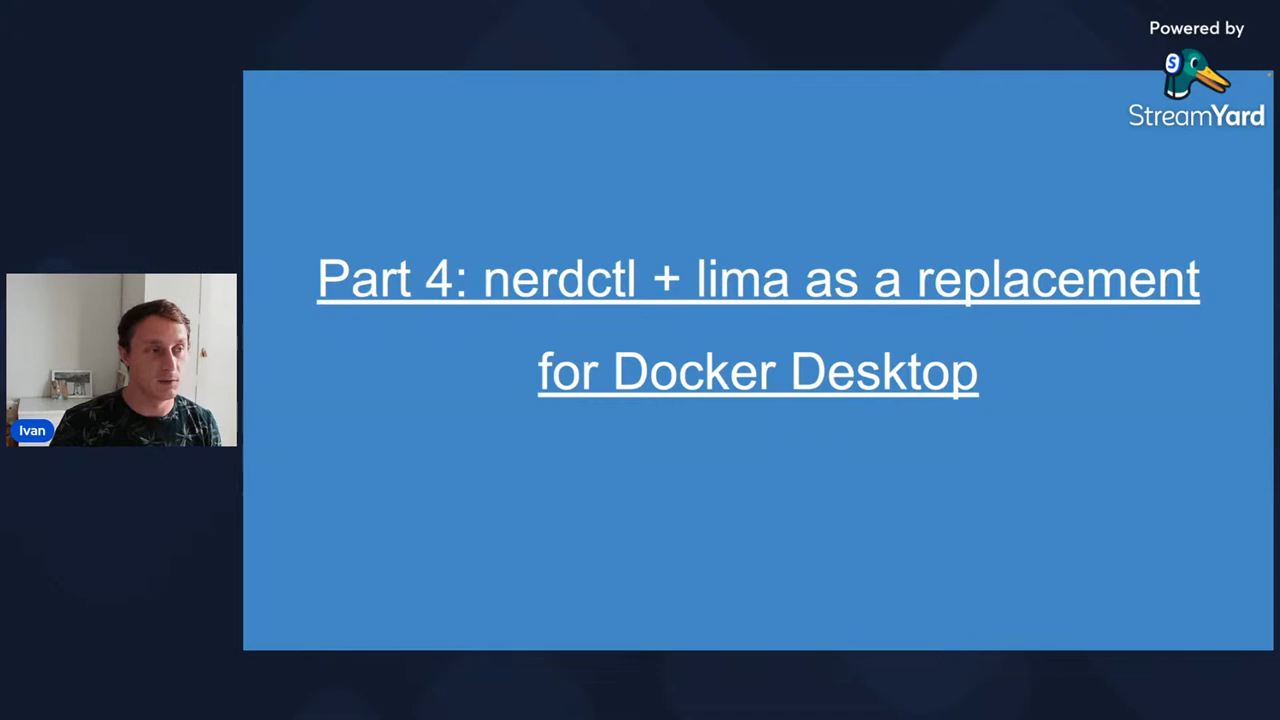 Powered by
S
StreamYard
Part 4: nerdctl + lima as a replacement
for Docker Desktop
Ivan